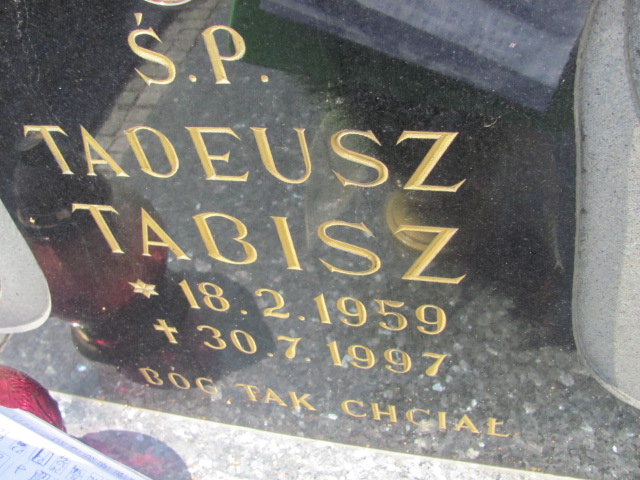 Ś.P.
TADEUSZ
TABISZ
* 18.2.1959
✝ 30.7.1997
BÓG TAK CHCIAŁ